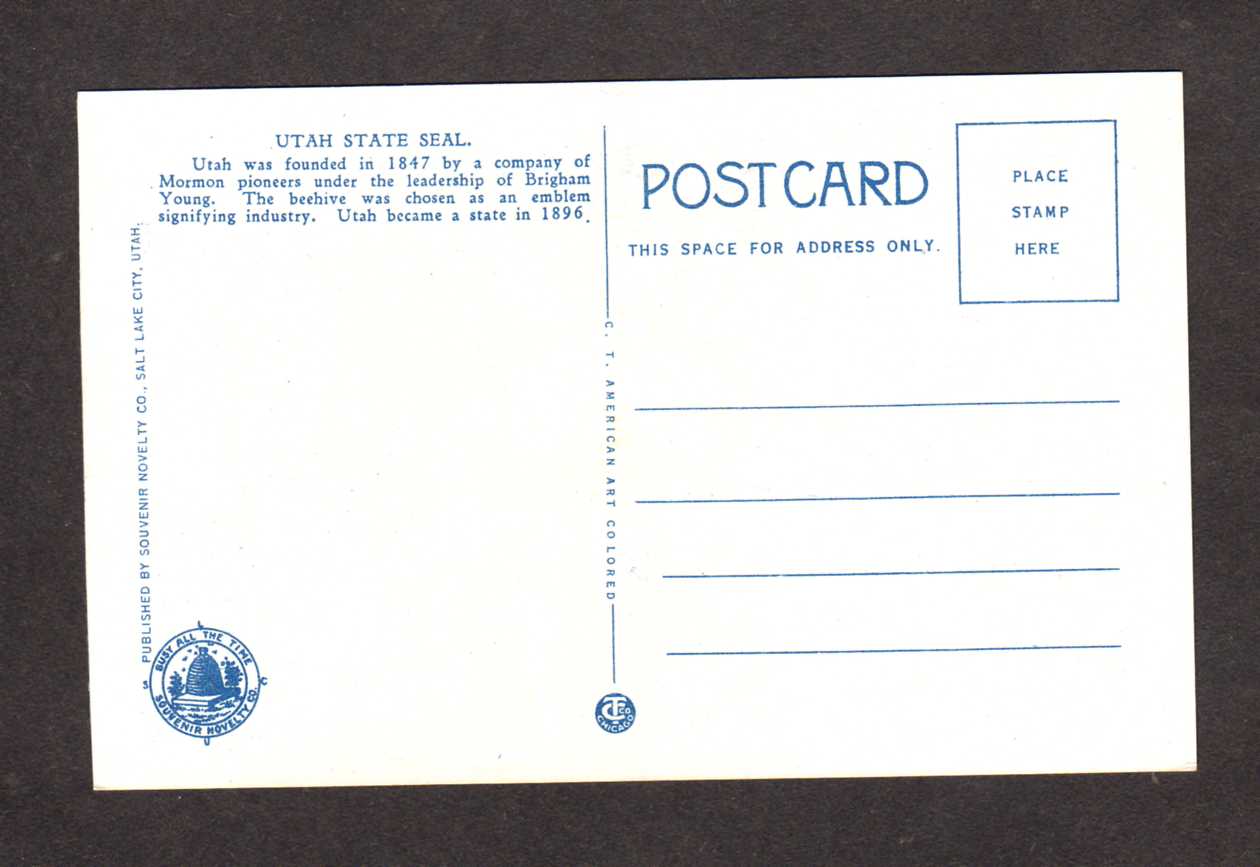 UTAH STATE SEAL.
Utah was founded in 1847 by a company of
Mormon pioneers under the leadership of Brigham
Young. The beehive was chosen as an emblem
signifying industry. Utah became a state in 1896.
PUBLISHED BY SOUVENIR NOVELTY CO., SALT LAKE CITY, UTAH.
L
BUSY ALL THE TIME
S C
SOUVENIR NOVELTY CO.
U
C. T. AMERICAN ART COLORED
CT CO
CHICAGO
POSTCARD
THIS SPACE FOR ADDRESS ONLY.
PLACE
STAMP
HERE